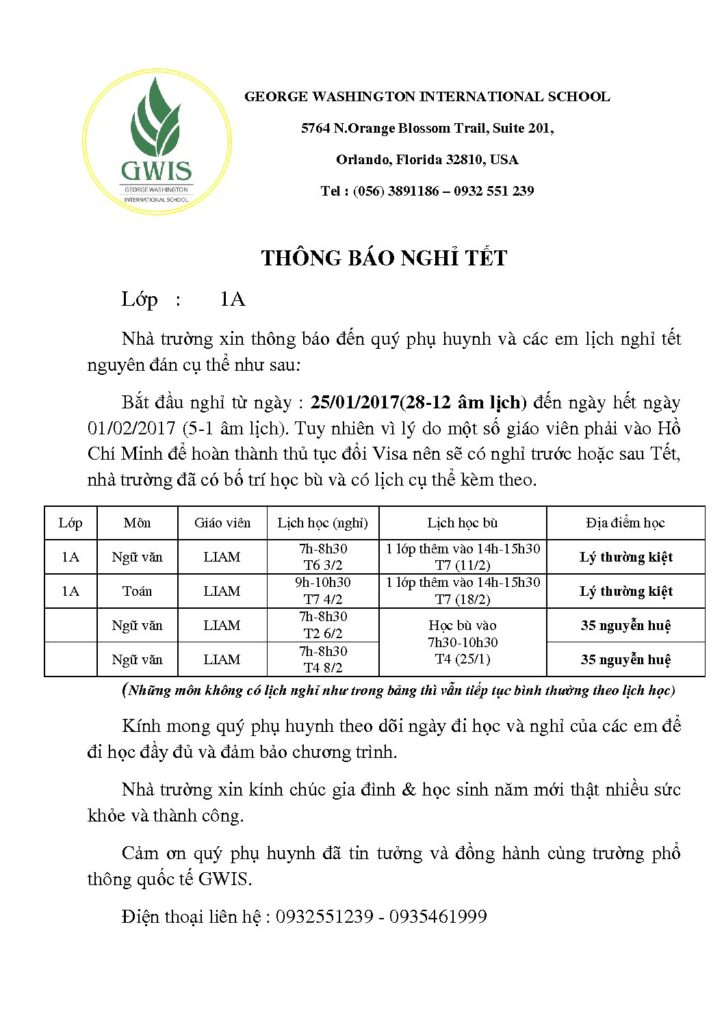 GWIS
GEORGE WASHINGTON
INTERNATIONAL SCHOOL
GEORGE WASHINGTON INTERNATIONAL SCHOOL
5764 N.Orange Blossom Trail, Suite 201,
Orlando, Florida 32810, USA
Tel : (056) 3891186 – 0932 551 239
THÔNG BÁO NGHỈ TẾT
Lớp : 1A
Nhà trường xin thông báo đến quý phụ huynh và các em lịch nghỉ tết
nguyên đán cụ thể như sau:
Bắt đầu nghỉ từ ngày : 25/01/2017(28-12 âm lịch) đến ngày hết ngày
01/02/2017 (5-1 âm lịch). Tuy nhiên vì lý do một số giáo viên phải vào Hồ
Chí Minh để hoàn thành thủ tục đổi Visa nên sẽ có nghỉ trước hoặc sau Tết,
nhà trường đã có bố trí học bù và có lịch cụ thể kèm theo.
Lớp Môn Giáo viên Lịch học (nghỉ) Lịch học bù Địa điểm học
1A Ngữ văn LIAM 7h-8h30 T6 3/2 1 lớp thêm vào 14h-15h30 T7 (11/2) Lý thường kiệt
1A Toán LIAM 9h-10h30 T7 4/2 1 lớp thêm vào 14h-15h30 T7 (18/2) Lý thường kiệt
Ngữ văn LIAM 7h-8h30 T2 6/2 Học bù vào 7h30-10h30 T4 (25/1) 35 nguyễn huệ
Ngữ văn LIAM 7h-8h30 T4 8/2 35 nguyễn huệ
(Những môn không có lịch nghỉ như trong bảng thì vẫn tiếp tục bình thường theo lịch học)
Kính mong quý phụ huynh theo dõi ngày đi học và nghỉ của các em để
đi học đầy đủ và đảm bảo chương trình.
Nhà trường xin kính chúc gia đình & học sinh năm mới thật nhiều sức
khỏe và thành công.
Cảm ơn quý phụ huynh đã tin tưởng và đồng hành cùng trường phổ
thông quốc tế GWIS.
Điện thoại liên hệ : 0932551239 - 0935461999